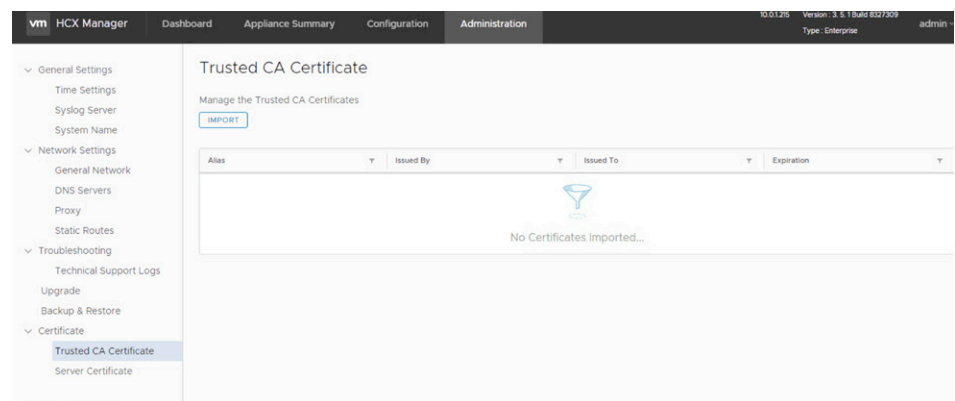 vm HCX Manager Dashboard Appliance Summary Configuration Administration 10.0.1.215 Version : 3. 5. 1 Build 8327309 admin
Type : Enterprise
General Settings
Time Settings
Syslog Server
System Name
Network Settings
General Network
DNS Servers
Proxy
Static Routes
Troubleshooting
Technical Support Logs
Upgrade
Backup & Restore
Certificate
Trusted CA Certificate
Server Certificate
Trusted CA Certificate
Manage the Trusted CA Certificates
IMPORT
Alias Issued By Issued To Expiration
No Certificates Imported...